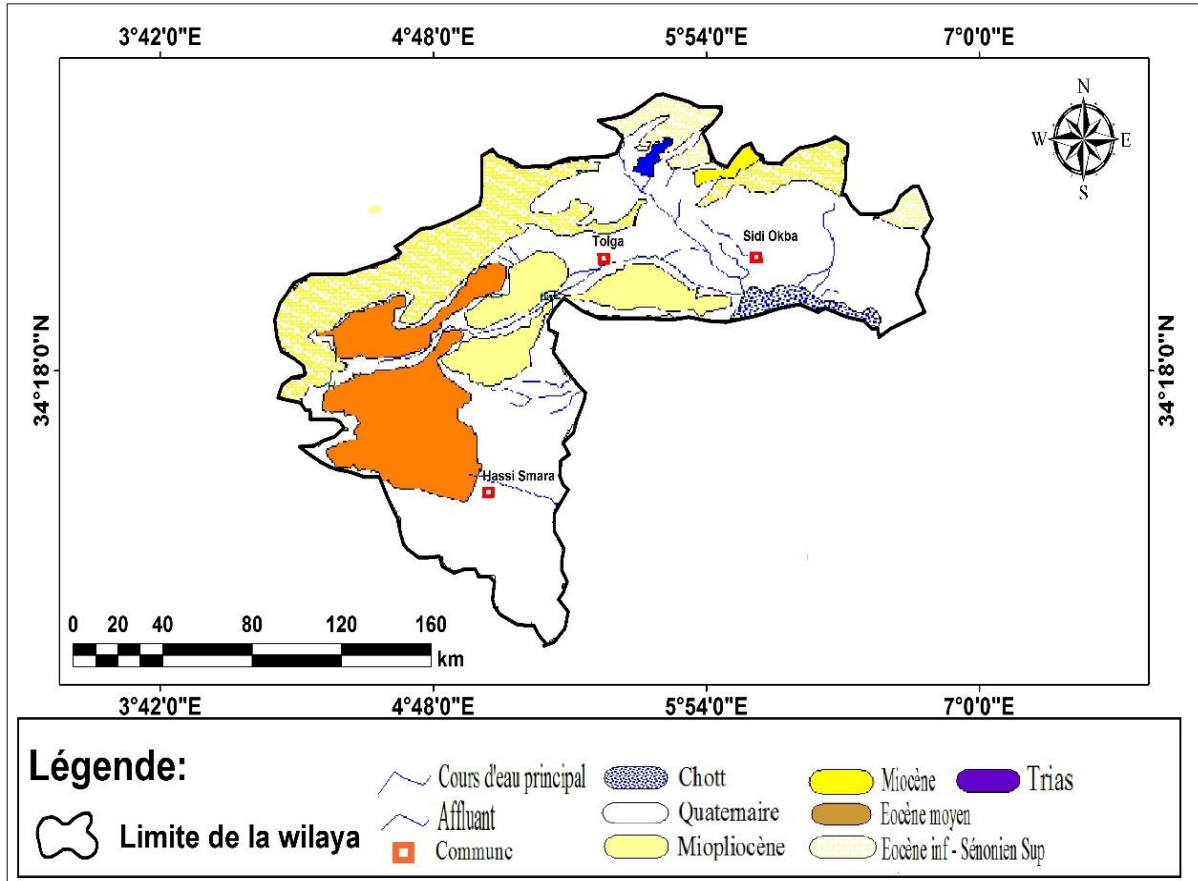 3°42'0"E 4°48'0"E 5°54'0"E 7°0'0"E
N
W E
S
Tolga
Sidi Okba
34°18'0"N 34°18'0"N
Hassi Smara
0 20 40 80 120 160
km
3°42'0"E 4°48'0"E 5°54'0"E 7°0'0"E
Légende:
Limite de la wilaya
Cours d'eau principal
Affluant
Commune
Chott
Quaternaire
Miopliocène
Miocène
Eocène moyen
Eocène inf - Sénonien Sup
Trias